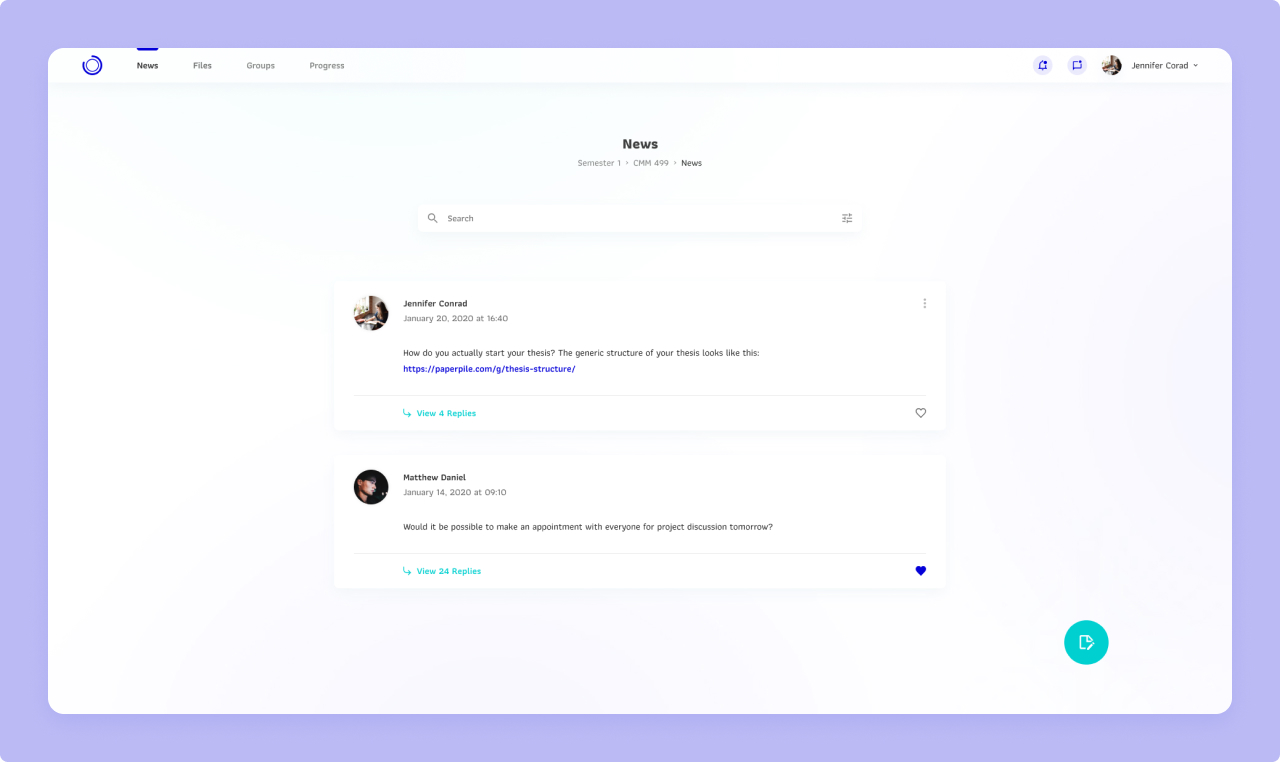 News Files Groups Progress Jennifer Corad
News
Semester 1 CMM 499 News
Search
Jennifer Conrad
January 20, 2020 at 16:40
How do you actually start your thesis? The generic structure of your thesis looks like this:
https://paperpile.com/g/thesis-structure/
View 4 Replies
Matthew Daniel
January 14, 2020 at 09:10
Would it be possible to make an appointment with everyone for project discussion tomorrow?
View 24 Replies